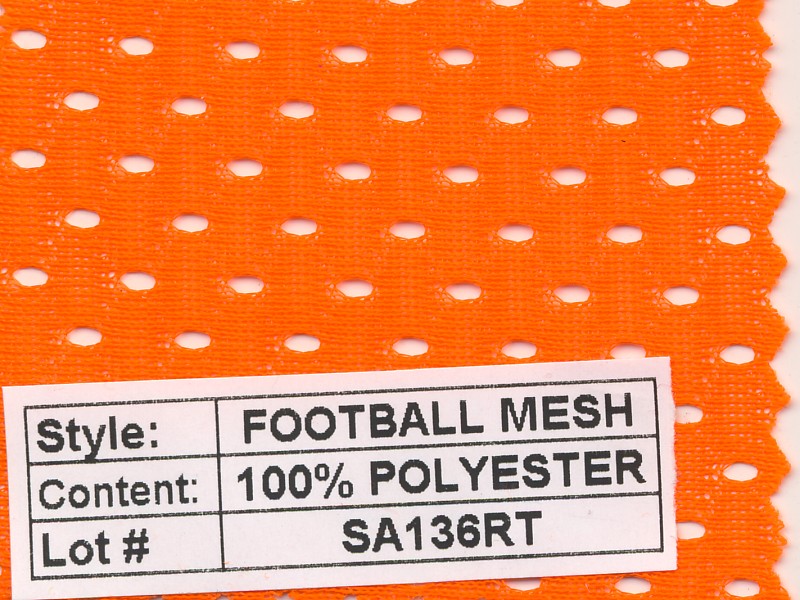 Style: FOOTBALL MESH
Content: 100% POLYESTER
Lot # SA136RT